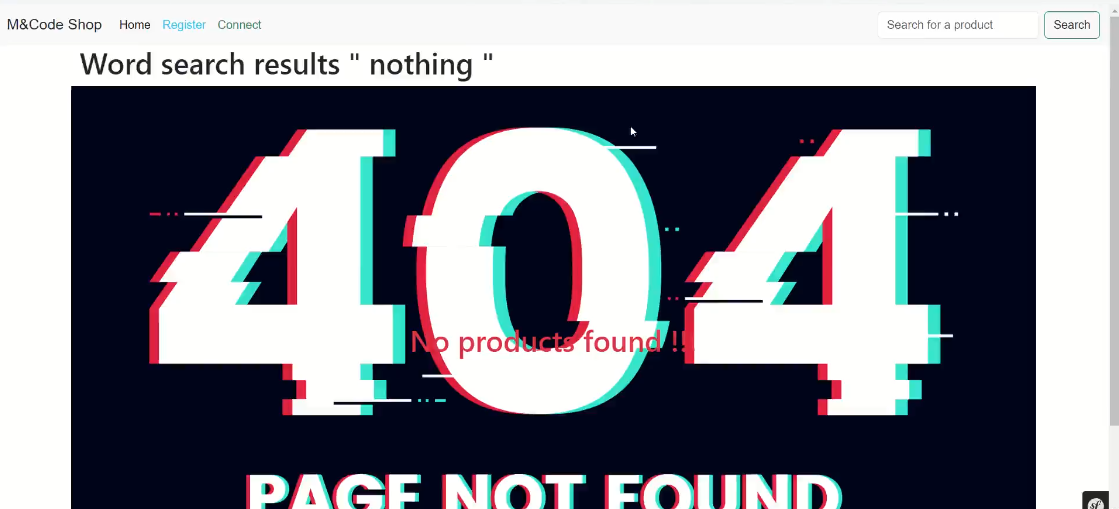 M&Code Shop Home Register Connect Search for a product Search
Word search results " nothing "
404
No products found !!
PAGE NOT FOUND
sf